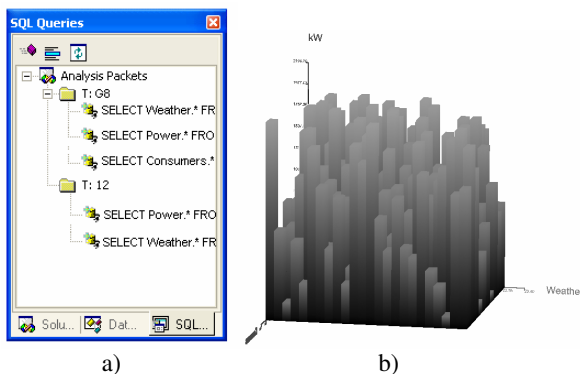 SQL Queries
Analysis Packets
T: G8
SELECT Weather.* FR
SELECT Power.* FRO
SELECT Consumers.*
T: 12
SELECT Power.* FRO
SELECT Weather.* FR
Solu...
Dat...
SQL...
a)
kW
Weathe
b)